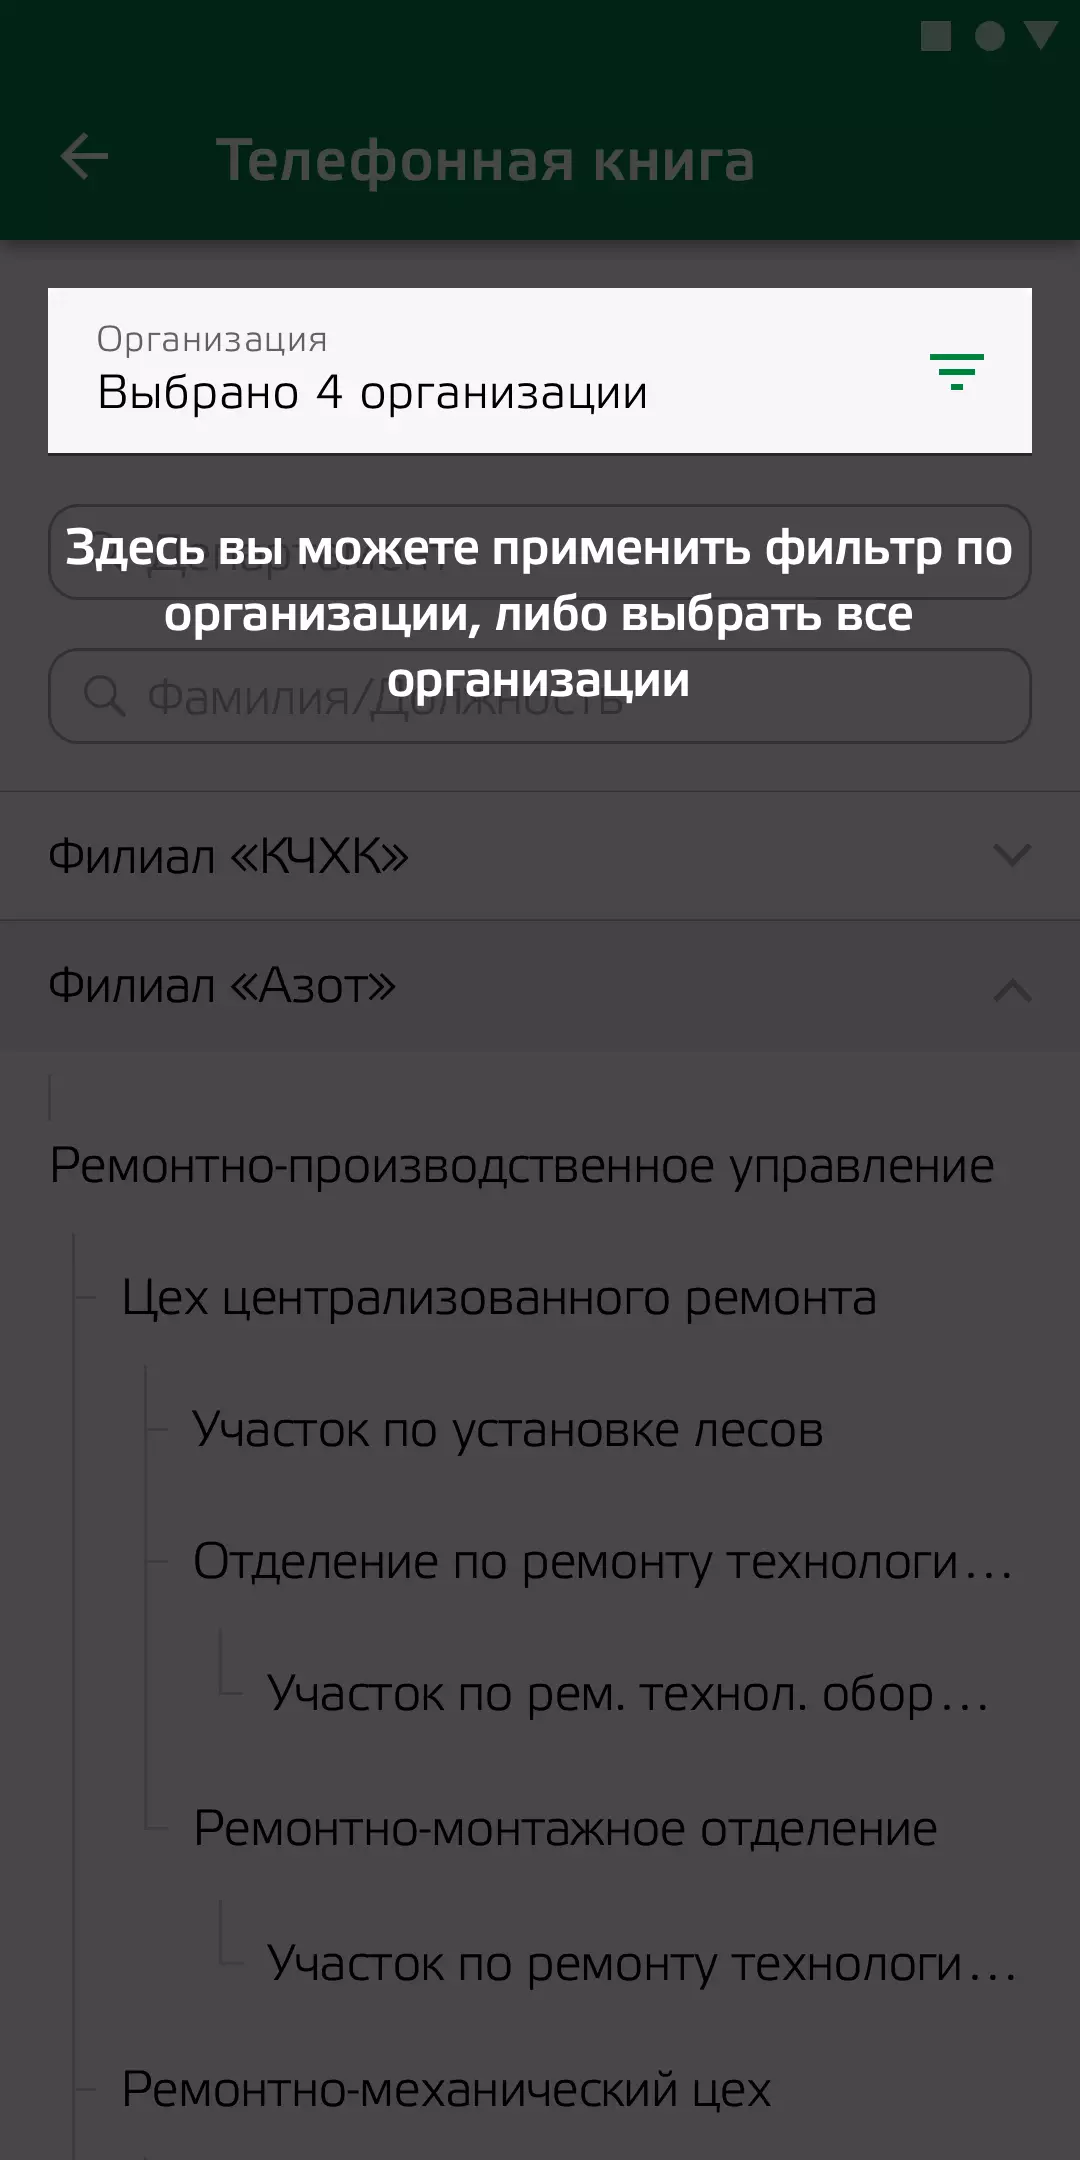 Телефонная книга
Организация
Выбрано 4 организации
Здесь вы можете применить фильтр по
организации, либо выбрать все
организации
Департамент
Фамилия/Должность
Филиал «КЧХК»
Филиал «Азот»
Ремонтно-производственное управление
Цех централизованного ремонта
Участок по установке лесов
Отделение по ремонту технологи...
Участок по рем. технол. обор...
Ремонтно-монтажное отделение
Участок по ремонту технологи...
Ремонтно-механический цех